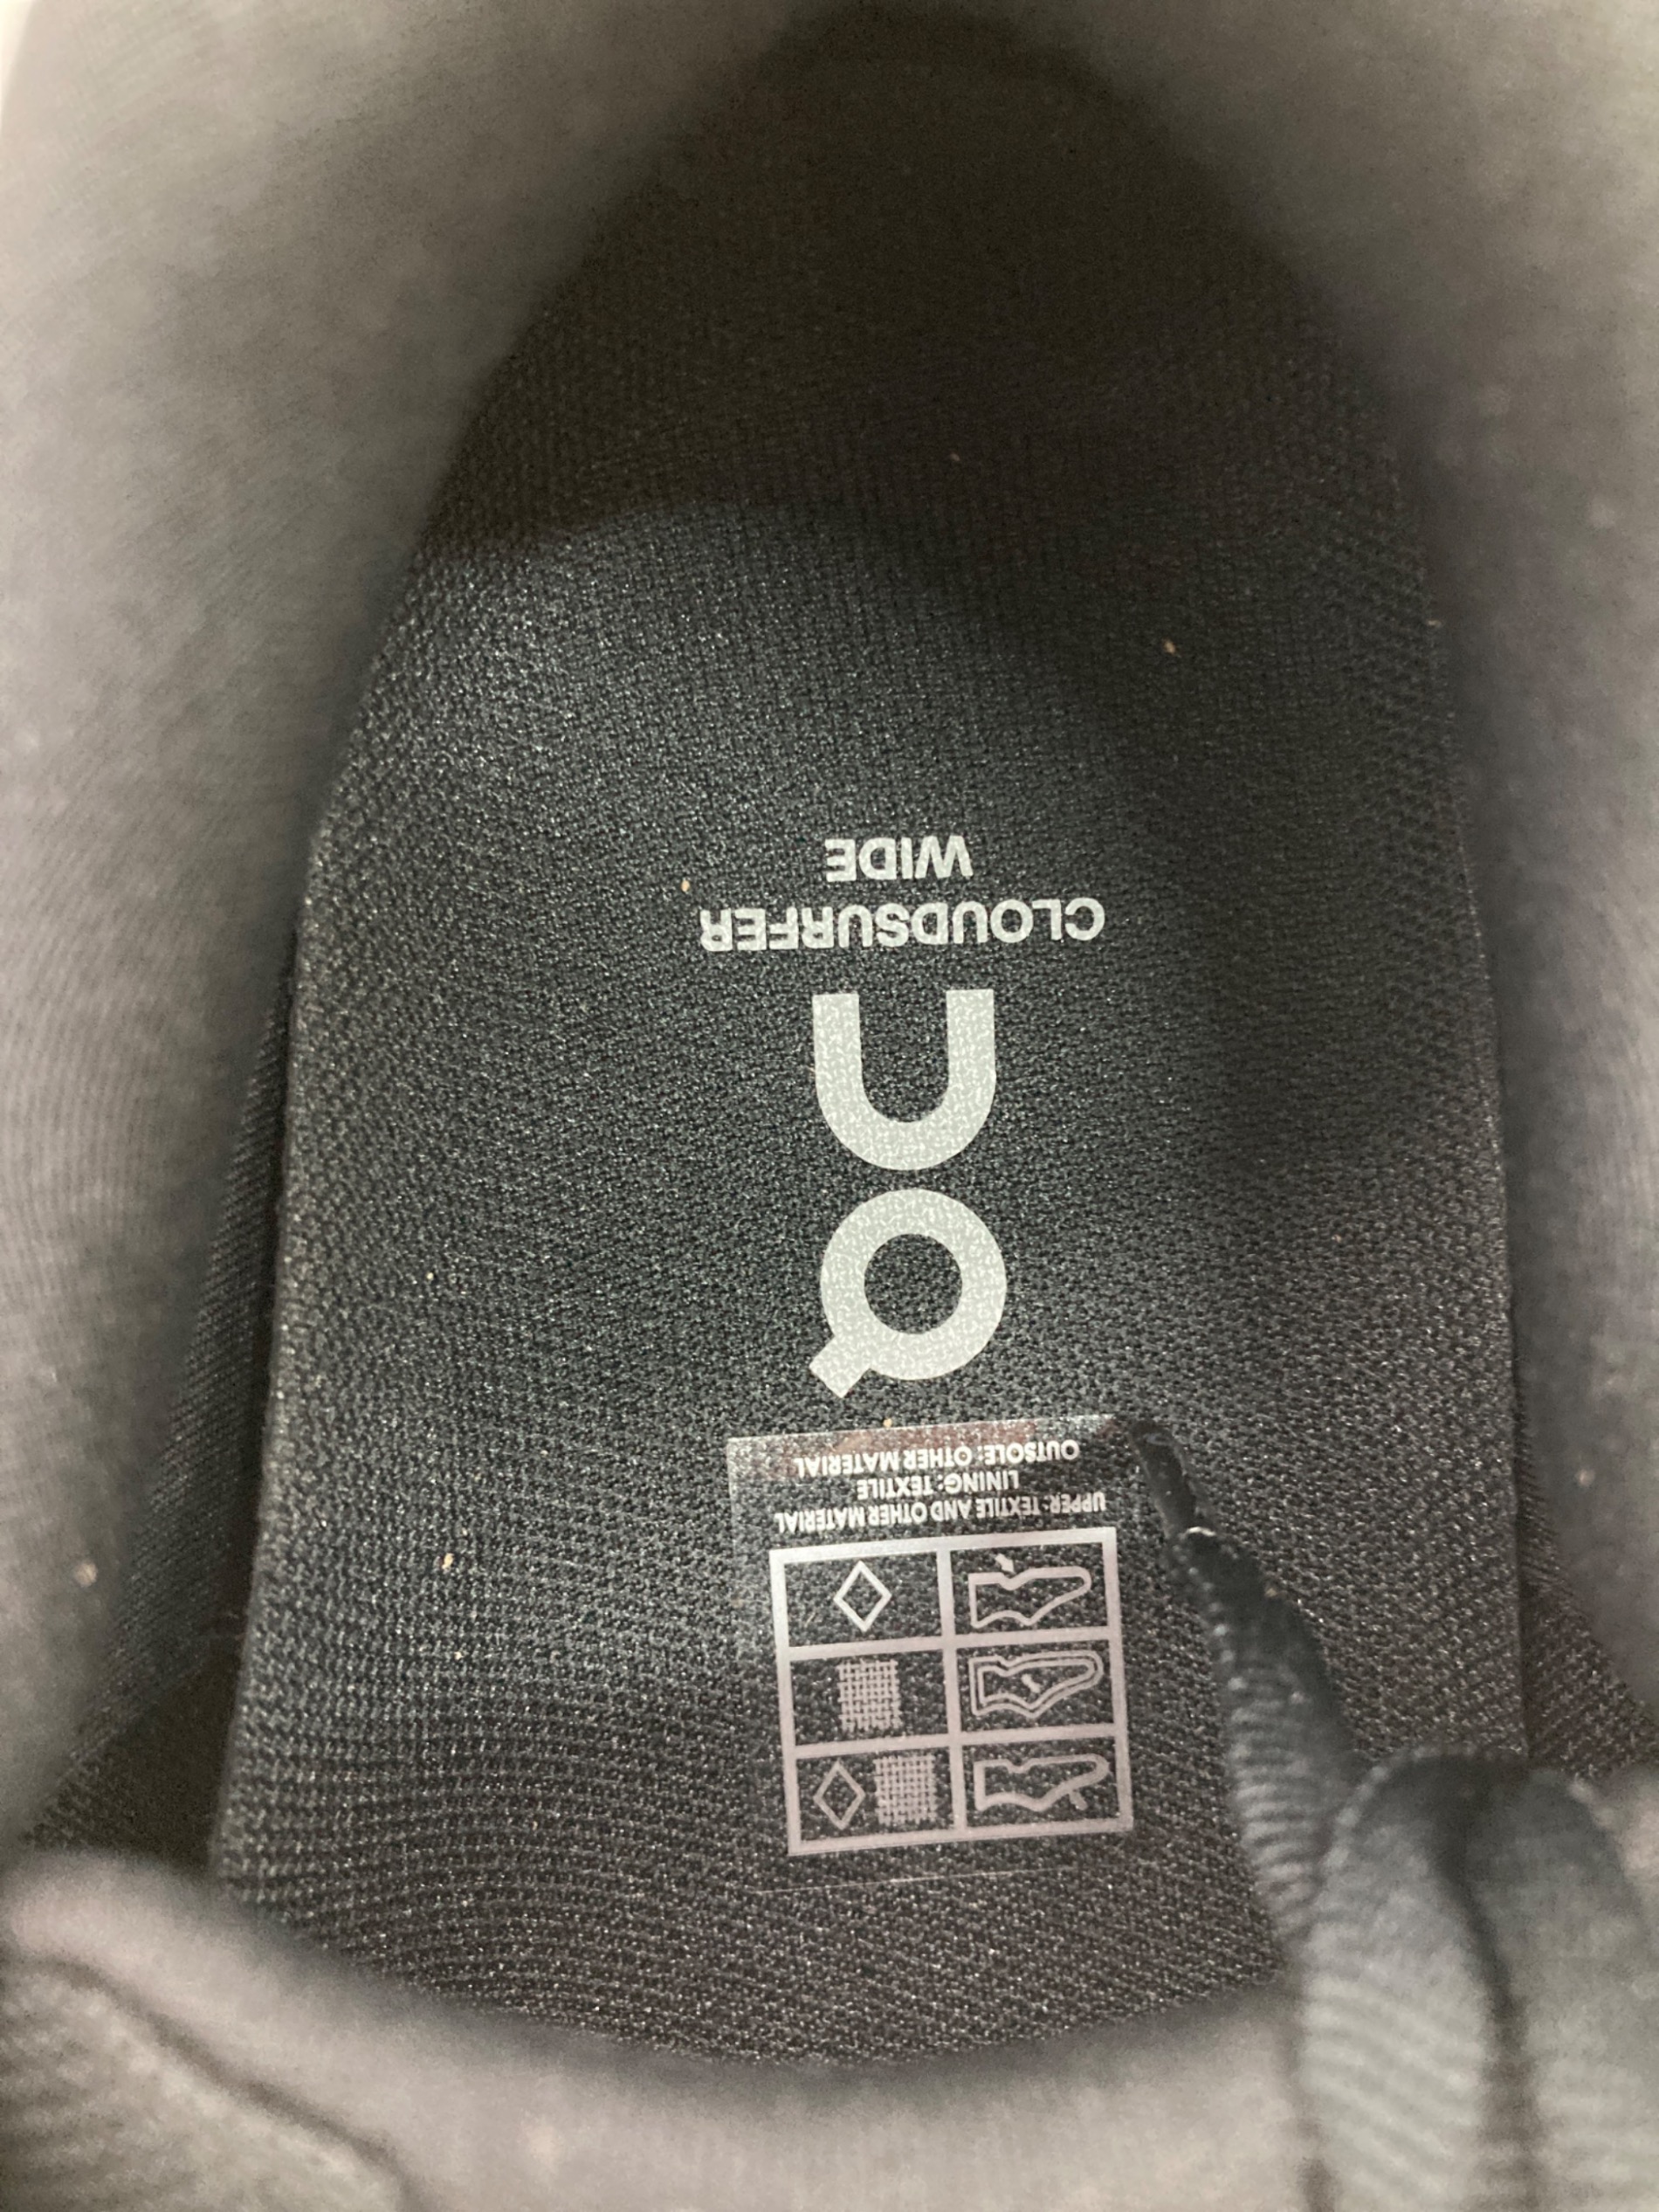 UPPER: TEXTILE AND OTHER MATERIAL
LINING: TEXTILE
OUTSOLE: OTHER MATERIAL
On
CLOUDSURFER
WIDE